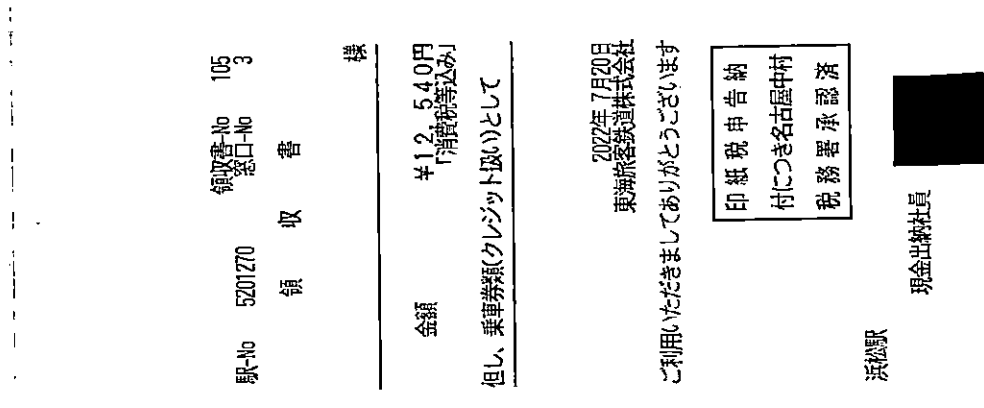 駅-No 5201270 領収書-No 105
窓口-No 3
領 収 書
様
金額 ¥12,540円
「消費税等込み」
但し、乗車券類(クレジット扱い)として
2022年 7月20日
東海旅客鉄道株式会社
ご利用いただきましてありがとうございます
印紙税申告納
付につき名古屋中村
税務署承認済
浜松駅
現金出納社員